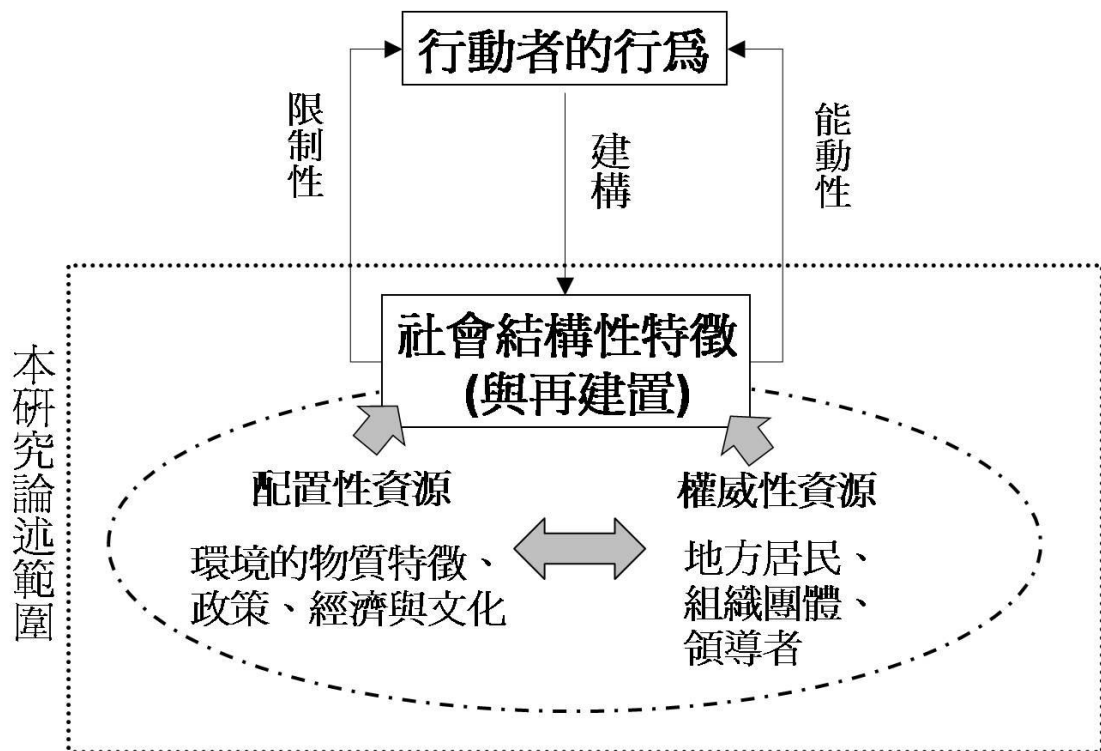 行動者的行為
限制性
建構
能動性
社會結構性特徵
(與再建置)
本研究論述範圍
配置性資源
權威性資源
環境的物質特徵、
政策、經濟與文化
地方居民、
組織團體、
領導者